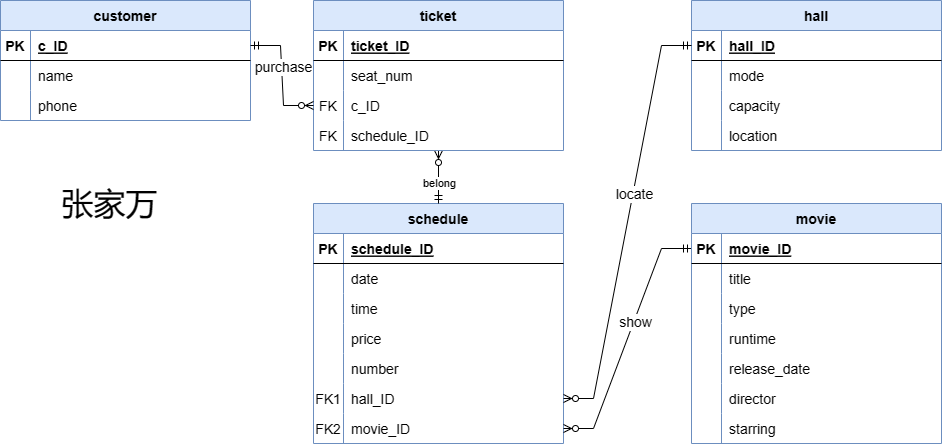 customer
PK c_ID
name
phone
purchase
ticket
PK ticket_ID
seat_num
FK c_ID
FK schedule_ID
hall
PK hall_ID
mode
capacity
location
张家万
belong
locate
schedule
PK schedule_ID
date
time
price
number
FK1 hall_ID
FK2 movie_ID
show
movie
PK movie_ID
title
type
runtime
release_date
director
starring